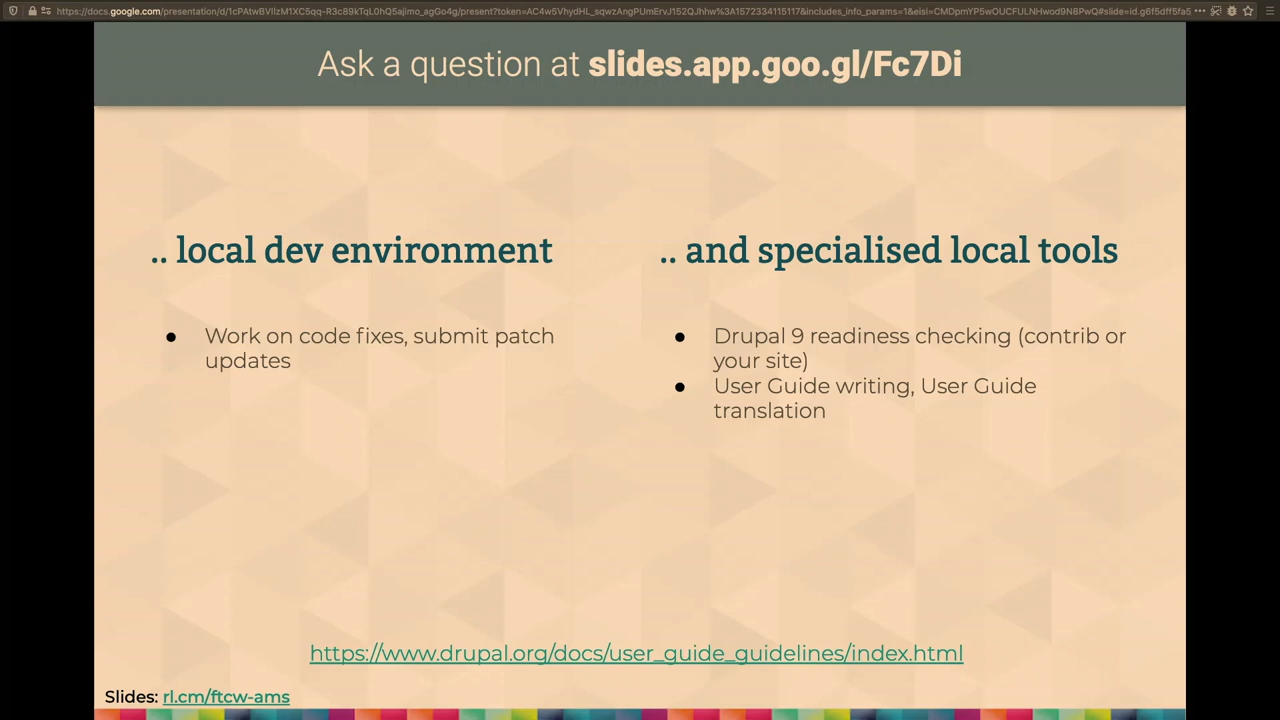 Ask a question at slides.app.goo.gl/Fc7Di
.. local dev environment
Work on code fixes, submit patch
updates
.. and specialised local tools
Drupal 9 readiness checking (contrib or
your site)
User Guide writing, User Guide
translation
https://www.drupal.org/docs/user_guide_guidelines/index.html
Slides: rl.cm/ftcw-ams